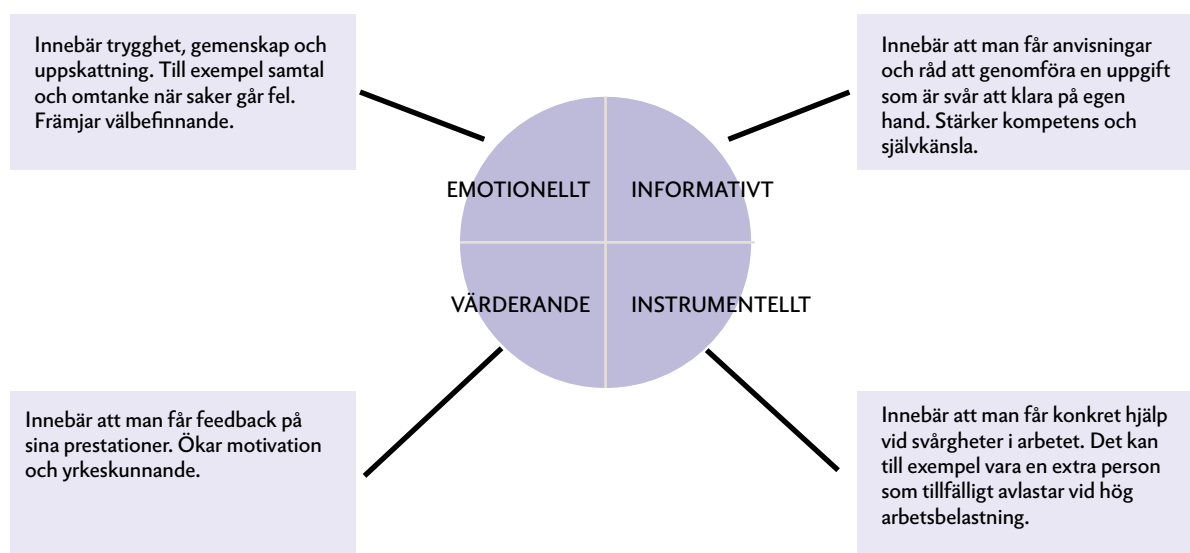 Innebär trygghet, gemenskap och
uppskattning. Till exempel samtal
och omtanke när saker går fel.
Främjar välbefinnande.
Innebär att man får anvisningar
och råd att genomföra en uppgift
som är svår att klara på egen
hand. Stärker kompetens och
självkänsla.
EMOTIONELLT
INFORMATIVT
VÄRDERANDE
INSTRUMENTELLT
Innebär att man får feedback på
sina prestationer. Ökar motivation
och yrkeskunnande.
Innebär att man får konkret hjälp
vid svårgheter i arbetet. Det kan
till exempel vara en extra person
som tillfälligt avlastar vid hög
arbetsbelastning.